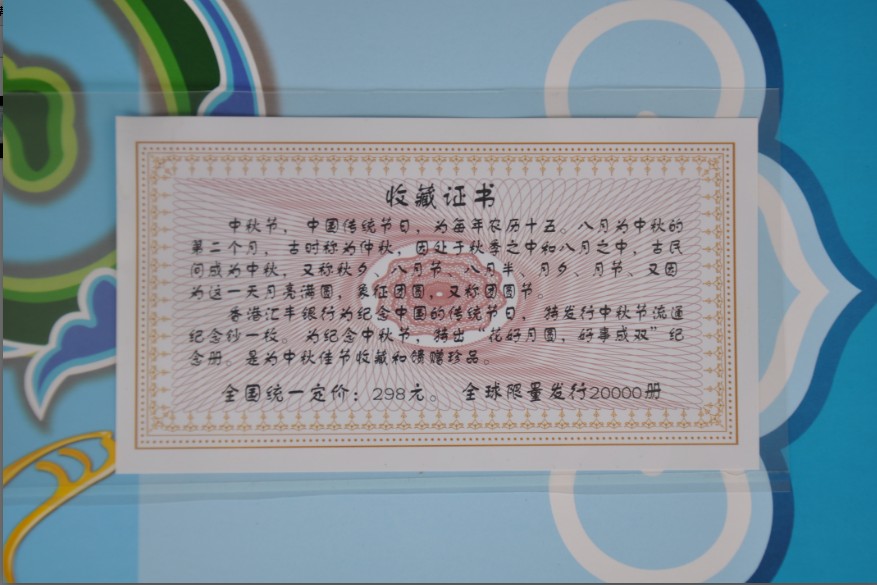 收藏证书
中秋节，中国传统节日，为每年农历十五。八月为中秋的
第二个月，古时称为仲秋，因处于秋季之中和八月之中，古民
间或为中秋，又称秋夕、八月节、八月半、月夕、月节、又因
为这一天月亮满圆，象征团圆，又称团圆节。
香港汇丰银行为纪念中国的传统节日，特发行中秋节流通
纪念钞一枚。为纪念中秋节，特出“花好月圆，好事成双”纪
念册。是为中秋佳节收藏和馈赠珍品。
全国统一定价：298元。 全球限量发行20000册